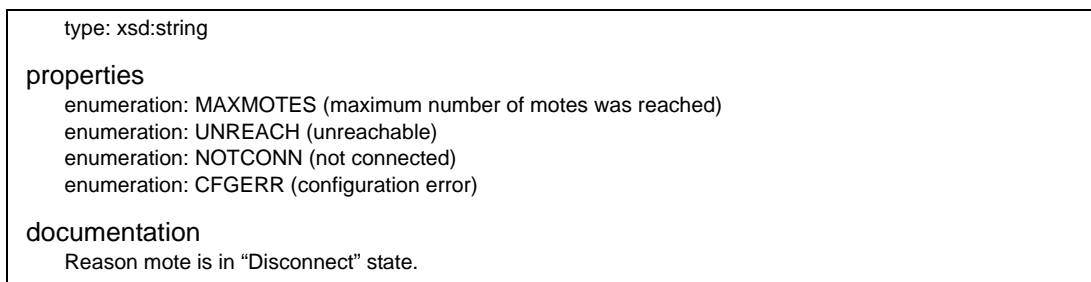 type: xsd:string
properties
enumeration: MAXMOTES (maximum number of motes was reached)
enumeration: UNREACH (unreachable)
enumeration: NOTCONN (not connected)
enumeration: CFGERR (configuration error)
documentation
Reason mote is in “Disconnect” state.